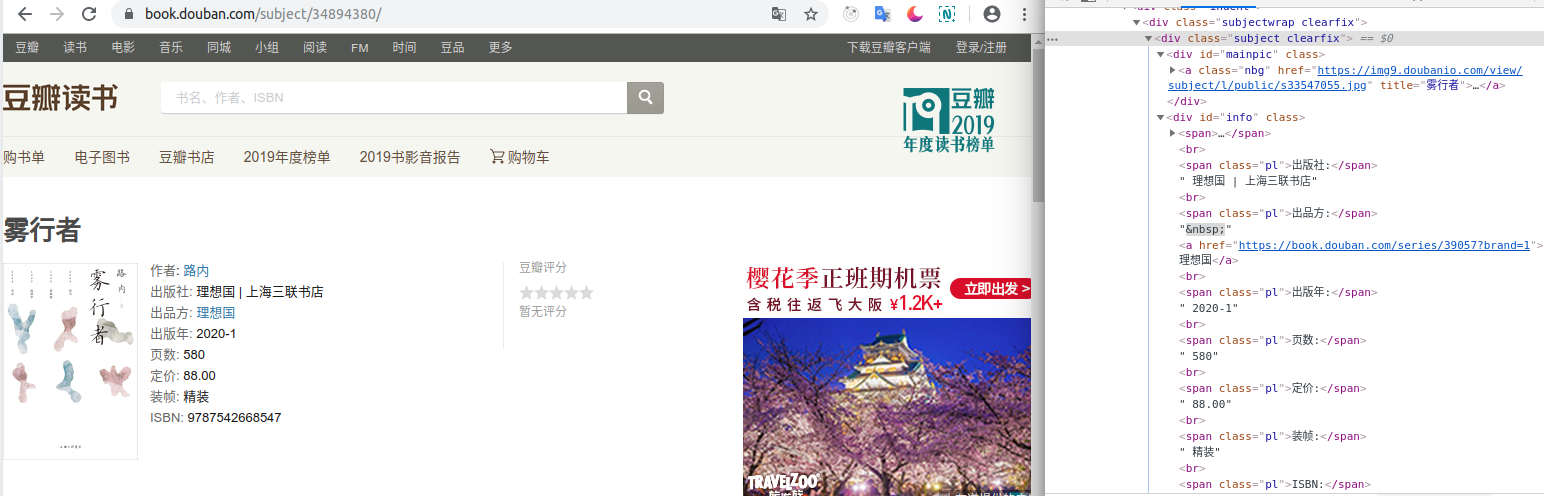 book.douban.com/subject/34894380/
豆瓣 读书 电影 音乐 同城 小组 阅读 FM 时间 豆品 更多 下载豆瓣客户端 登录/注册
豆瓣读书
书名、作者、ISBN
豆瓣
2019
年度读书榜单
购书单 电子图书 豆瓣书店 2019年度榜单 2019书影音报告 购物车
雾行者
路内
雾行者
作者: 路内
出版社: 理想国 | 上海三联书店
出品方: 理想国
出版年: 2020-1
页数: 580
定价: 88.00
装帧: 精装
ISBN: 9787542668547
豆瓣评分
暂无评分
樱花季正班期机票
含税往返飞大阪 ¥1.2K+
立即出发 >
TRAVELZOO
<div class="subjectwrap clearfix">
<div class="subject clearfix"> == $0
<div id="mainpic" class>
<a class="nbg" href="https://img9.doubanio.com/view/
subject/l/public/s33547055.jpg" title="雾行者">…</a>
</div>
<div id="info" class>
<span>…</span>
<br>
<span class="pl">出版社:</span>
" 理想国 | 上海三联书店"
<br>
<span class="pl">出品方:</span>
"&nbsp;"
<a href="https://book.douban.com/series/39057?brand=1">
理想国</a>
<br>
<span class="pl">出版年:</span>
" 2020-1"
<br>
<span class="pl">页数:</span>
" 580"
<br>
<span class="pl">定价:</span>
" 88.00"
<br>
<span class="pl">装帧:</span>
" 精装"
<br>
<span class="pl">ISBN:</span>